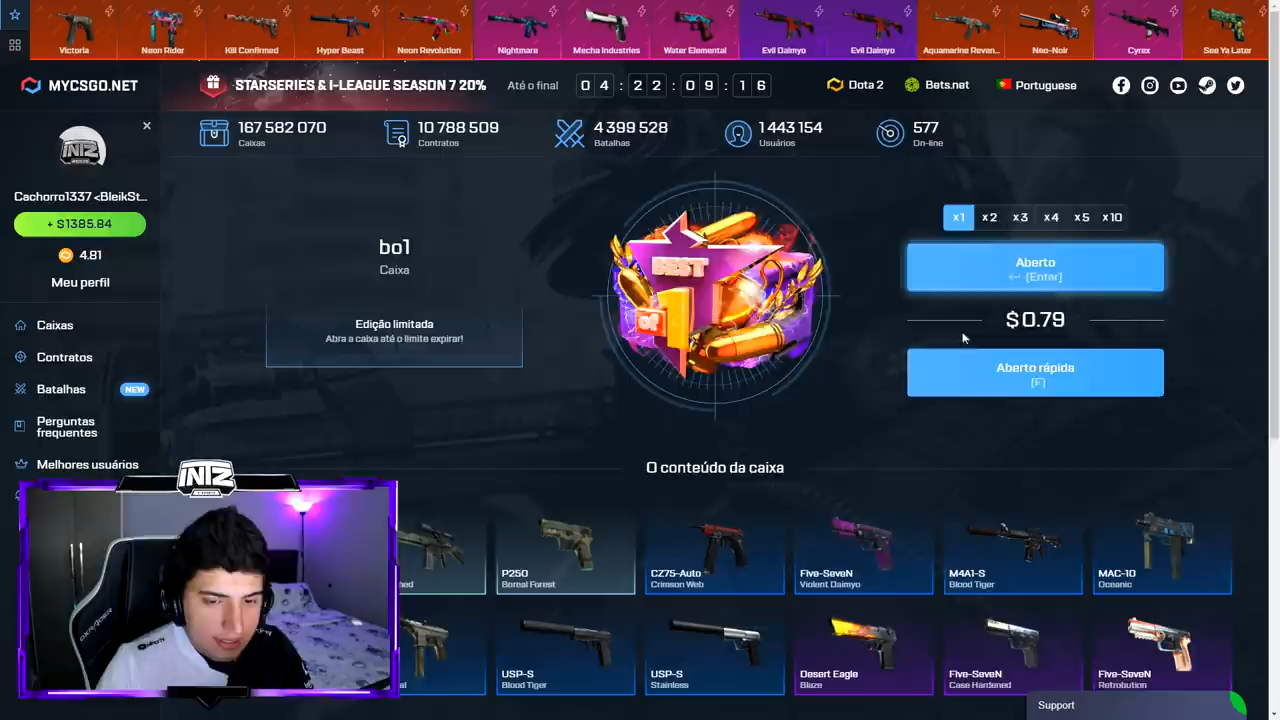 Victoria
Neon Rider
Kill Confirmed
Hyper Beast
Neon Revolution
Nightmare
Mecha Industries
Water Elemental
Evil Daimyo
Evil Daimyo
Aquamarine Reven...
Neo-Noir
Cyrex
See Ya Later
MYCSGO.NET
STARSERIES & I-LEAGUE SEASON 7 20%
Até o final
04:22:09:16
Dota 2
Bets.net
Portuguese
167 582 070
Caixas
10 788 509
Contratos
4 399 528
Batalhas
1 443 154
Usuários
577
On-line
INTZ
Cachorro1337 <BleikSt...
+ $1385.84
4.81
Meu perfil
Caixas
Contratos
Batalhas NEW
Perguntas
frequentes
Melhores usuários
bo1
Caixa
Edição limitada
Abra a caixa até o limite expirar!
BEST
OF
1
x1 x2 x3 x4 x5 x10
Aberto
← [Enter]
$ 0.79
Aberto rápida
[F]
O conteúdo da caixa
P250
Boreal Forest
CZ75-Auto
Crimson Web
Five-SeveN
Violent Daimyo
M4A1-S
Blood Tiger
MAC-10
Oceanic
USP-S
Blood Tiger
USP-S
Stainless
Desert Eagle
Blaze
Five-SeveN
Case Hardened
Five-SeveN
Retrobution
INTZ
Support